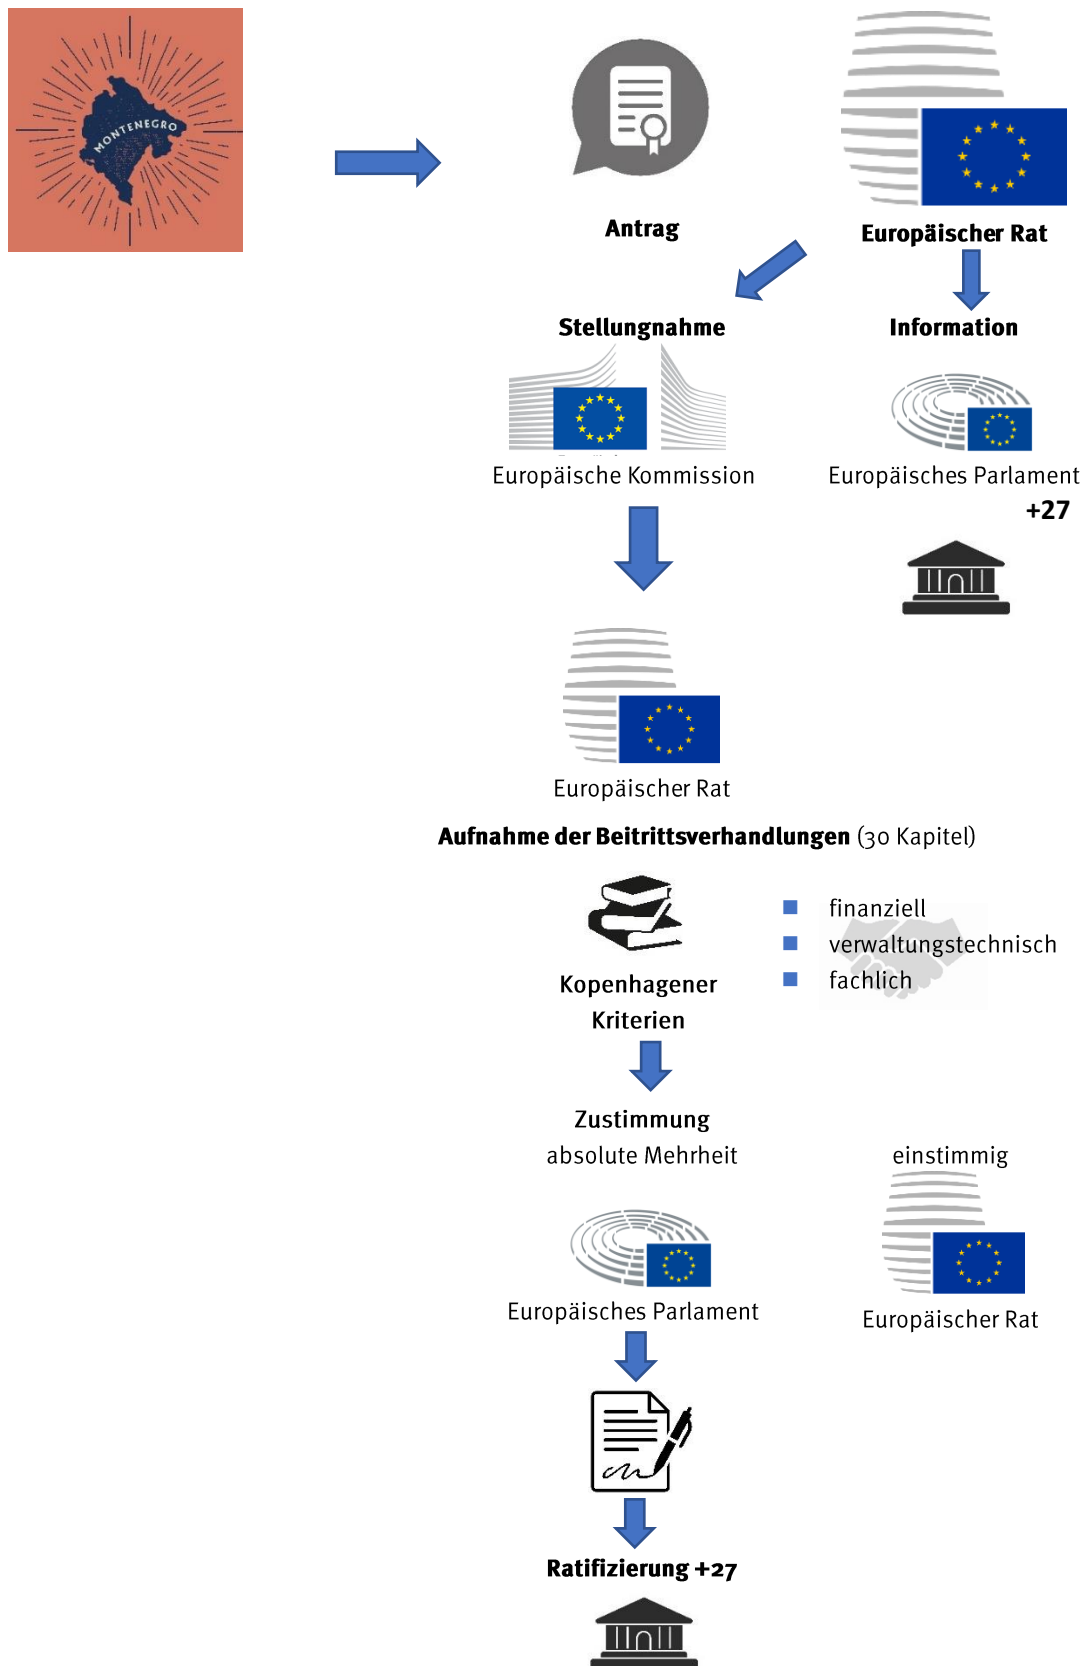 MONTENEGRO
Antrag
Europäischer Rat
Stellungnahme
Information
Europäische Kommission
Europäisches Parlament
+27
Europäischer Rat
Aufnahme der Beitrittsverhandlungen (30 Kapitel)
finanziell
verwaltungstechnisch
fachlich
Kopenhagener
Kriterien
Zustimmung
absolute Mehrheit
einstimmig
Europäisches Parlament
Europäischer Rat
Ratifizierung +27